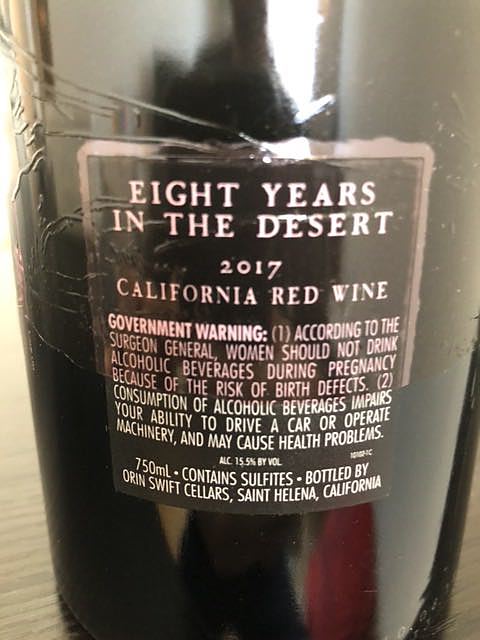 EIGHT YEARS
IN THE DESERT
2017
CALIFORNIA RED WINE
GOVERNMENT WARNING: (1) ACCORDING TO THE
SURGEON GENERAL, WOMEN SHOULD NOT DRINK
ALCOHOLIC BEVERAGES DURING PREGNANCY
BECAUSE OF THE RISK OF BIRTH DEFECTS. (2)
CONSUMPTION OF ALCOHOLIC BEVERAGES IMPAIRS
YOUR ABILITY TO DRIVE A CAR OR OPERATE
MACHINERY, AND MAY CAUSE HEALTH PROBLEMS.
ALC. 15.5% BY VOL.
750mL • CONTAINS SULFITES • BOTTLED BY
ORIN SWIFT CELLARS, SAINT HELENA, CALIFORNIA